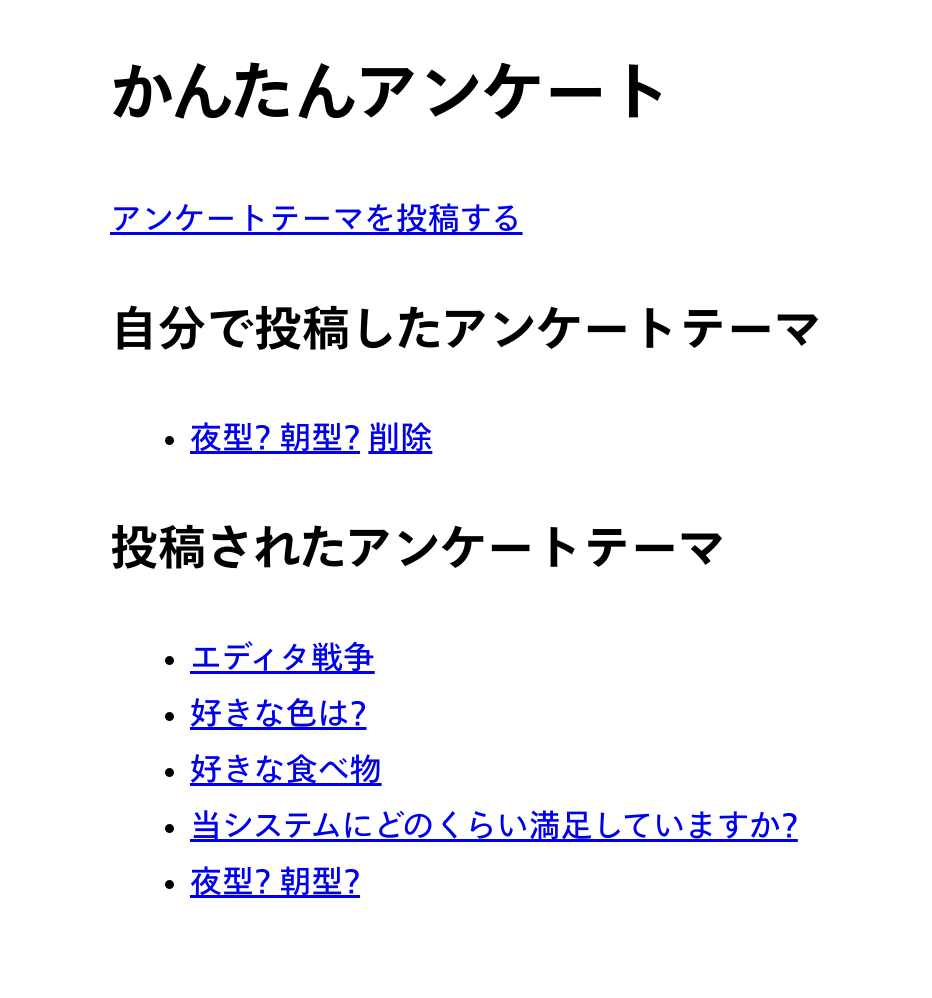 かんたんアンケート
アンケートテーマを投稿する
自分で投稿したアンケートテーマ
夜型? 朝型? 削除
投稿されたアンケートテーマ
エディタ戦争
好きな色は?
好きな食べ物
当システムにどのくらい満足していますか?
夜型? 朝型?